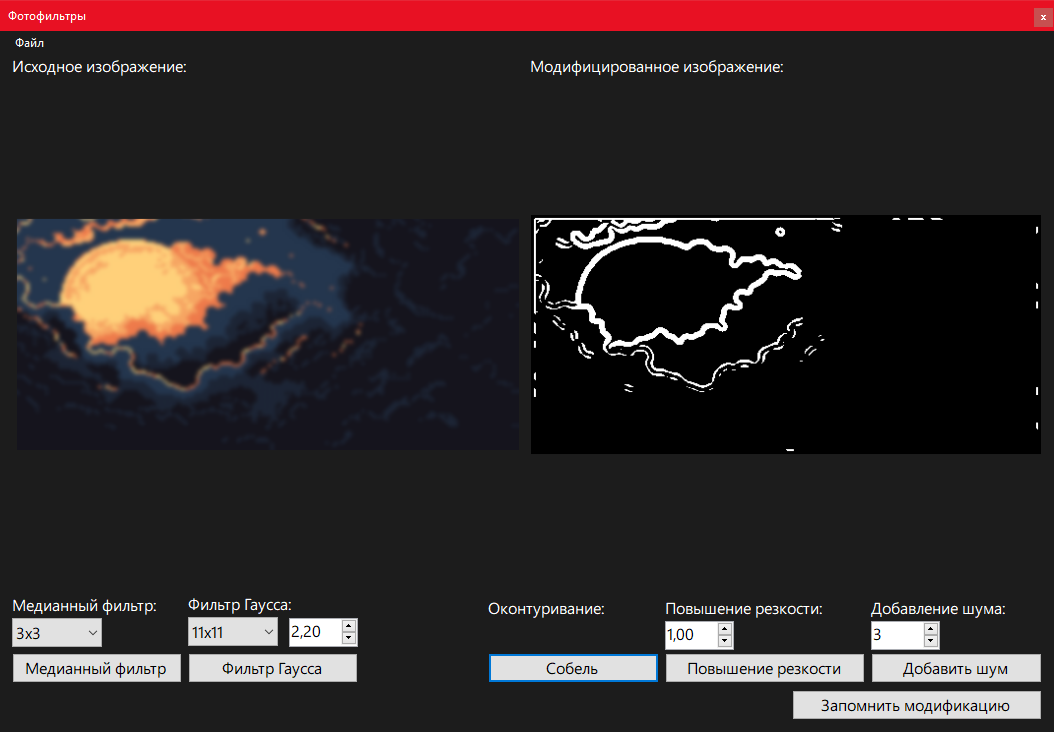 Фотофильтры
x
Файл
Исходное изображение:
Модифицированное изображение:
Медианный фильтр:
Фильтр Гаусса:
Оконтуривание:
Повышение резкости:
Добавление шума:
3x3
11x11
2,20
1,00
3
Медианный фильтр
Фильтр Гаусса
Собель
Повышение резкости
Добавить шум
Запомнить модификацию